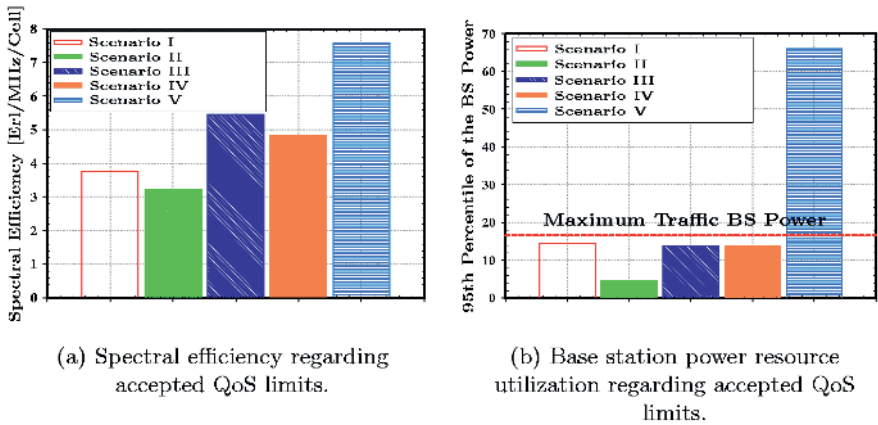 Spectral Efficiency [Erl/MHz/Cell]
8
7
6
5
4
3
2
1
0
Scenario I
Scenario II
Scenario III
Scenario IV
Scenario V
(a) Spectral efficiency regarding
accepted QoS limits.
95th Percentile of the BS Power
70
60
50
40
30
20
10
0
Scenario I
Scenario II
Scenario III
Scenario IV
Scenario V
Maximum Traffic BS Power
(b) Base station power resource
utilization regarding accepted QoS
limits.